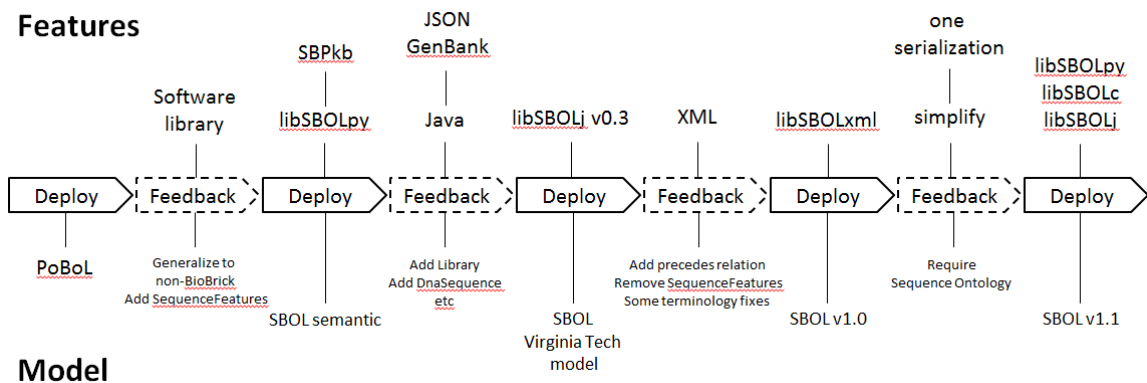 Features
JSON
GenBank
one
serialization
SBPkb
libSBOLpy
libSBOLc
libSBOLj
Software
library
libSBOLpy
Java
libSBOLj v0.3
XML
libSBOLxml
simplify
Deploy
Feedback
Deploy
Feedback
Deploy
Feedback
Deploy
Feedback
Deploy
PoBoL
Generalize to
non-BioBrick
Add SequenceFeatures
SBOL semantic
Add Library
Add DnaSequence
etc
SBOL
Virginia Tech
model
Add precedes relation
Remove SequenceFeatures
Some terminology fixes
SBOL v1.0
Require
Sequence Ontology
SBOL v1.1
Model